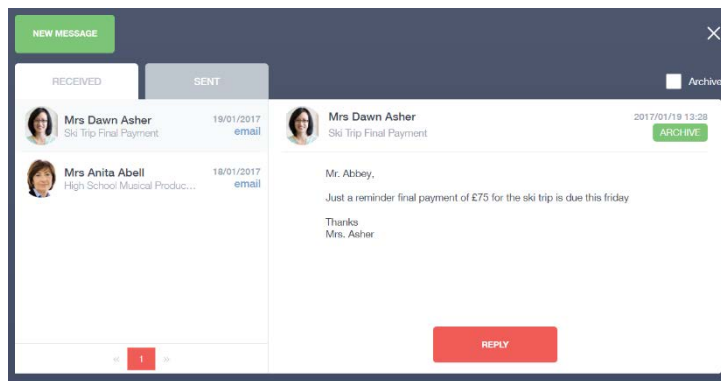 NEW MESSAGE
RECEIVED
SENT
Archive
Mrs Dawn Asher
19/01/2017
Ski Trip Final Payment
email
Mrs Anita Abell
18/01/2017
High School Musical Produc...
email
« 1 »
Mrs Dawn Asher
2017/01/19 13:28
Ski Trip Final Payment
ARCHIVE
Mr. Abbey,
Just a reminder final payment of £75 for the ski trip is due this friday
Thanks
Mrs. Asher
REPLY